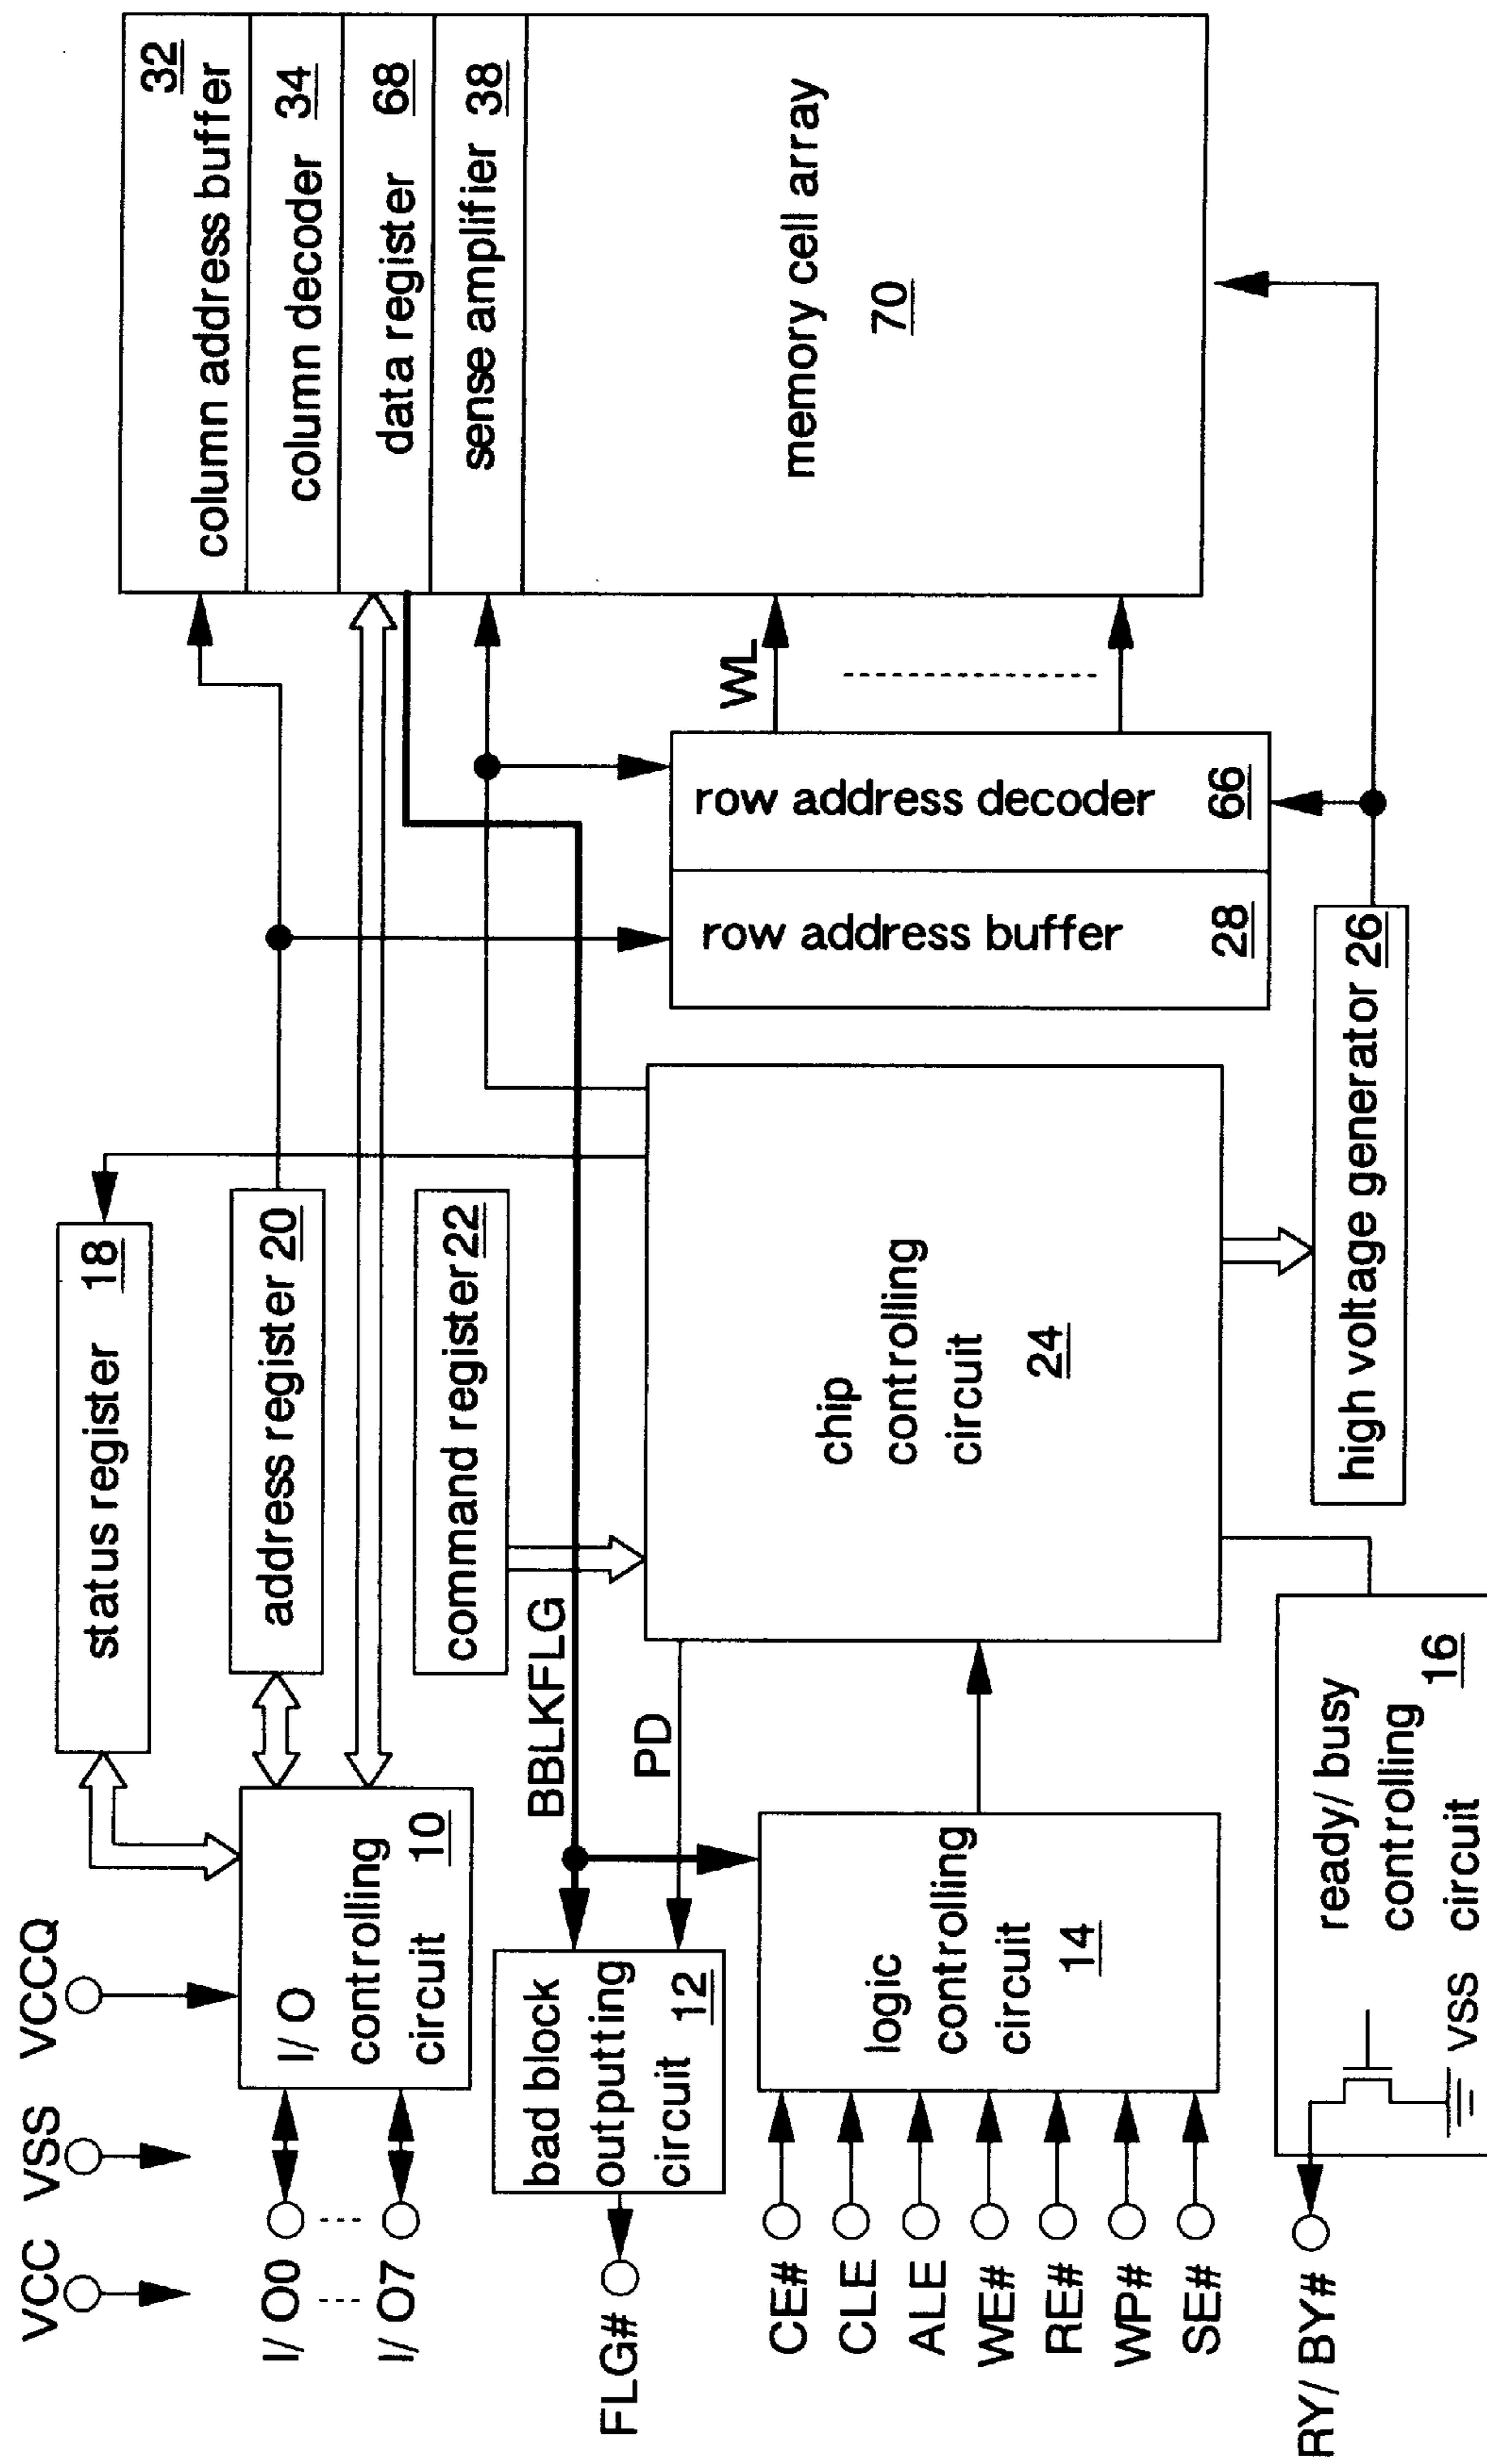 VCC
VSS
VCCQ
I/O0
I/O7
I/O
controlling
circuit
10
status register 18
address register 20
command register 22
column address buffer
32
column decoder 34
data register 68
sense amplifier 38
memory cell array
70
BBLKFLG
PD
WL
FLG#
bad block
outputting
circuit 12
chip
controlling
circuit
24
row address decoder 66
row address buffer 28
CE#
CLE
ALE
WE#
RE#
WP#
SE#
logic
controlling
circuit
14
high voltage generator 26
RY/BY#
VSS
ready/busy
controlling
circuit
16